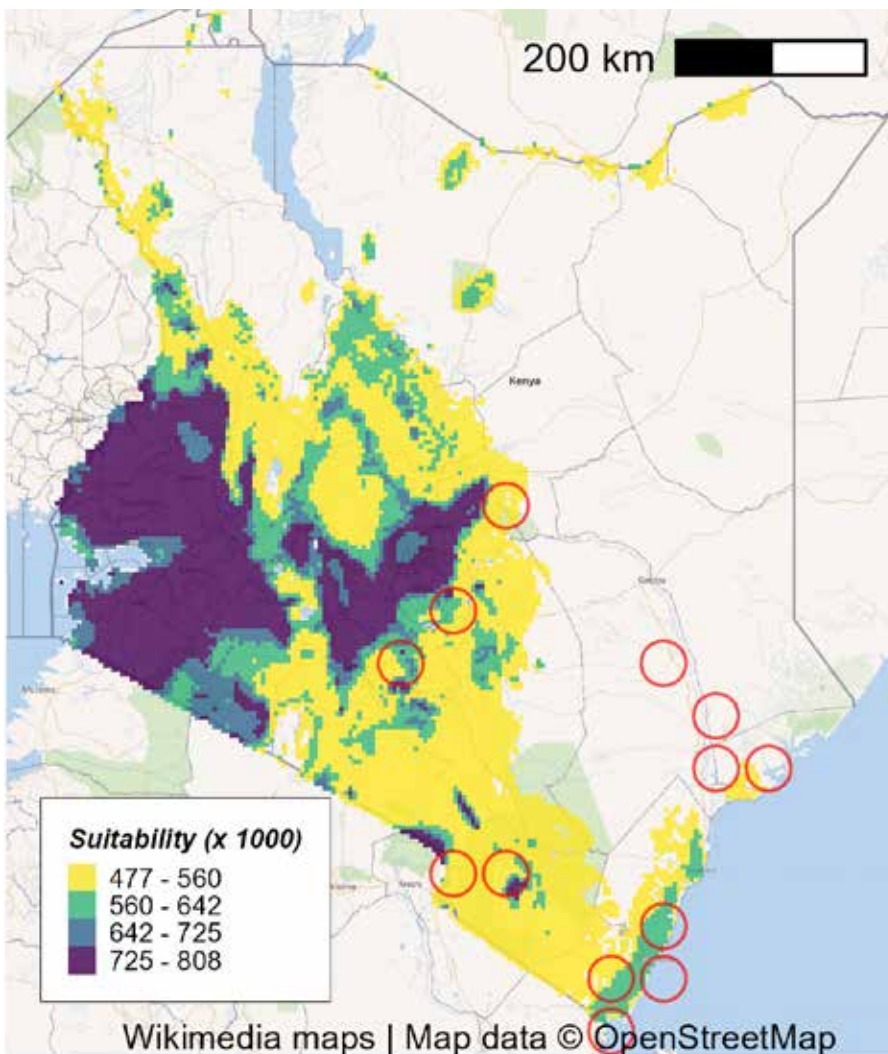 200 km
Kenya
Suitability (x 1000)
477 - 560
560 - 642
642 - 725
725 - 808
Wikimedia maps | Map data © OpenStreetMap